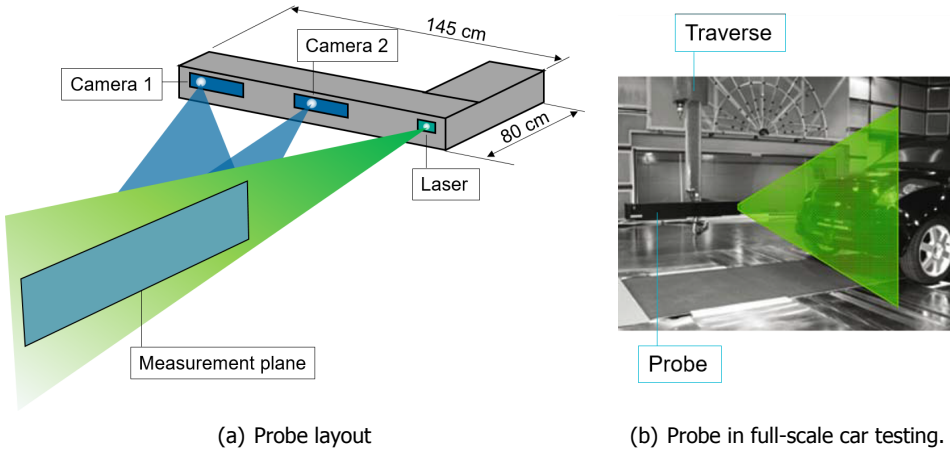 145 cm
Camera 2
Camera 1
80 cm
Laser
Measurement plane
(a) Probe layout
Traverse
Probe
(b) Probe in full-scale car testing.